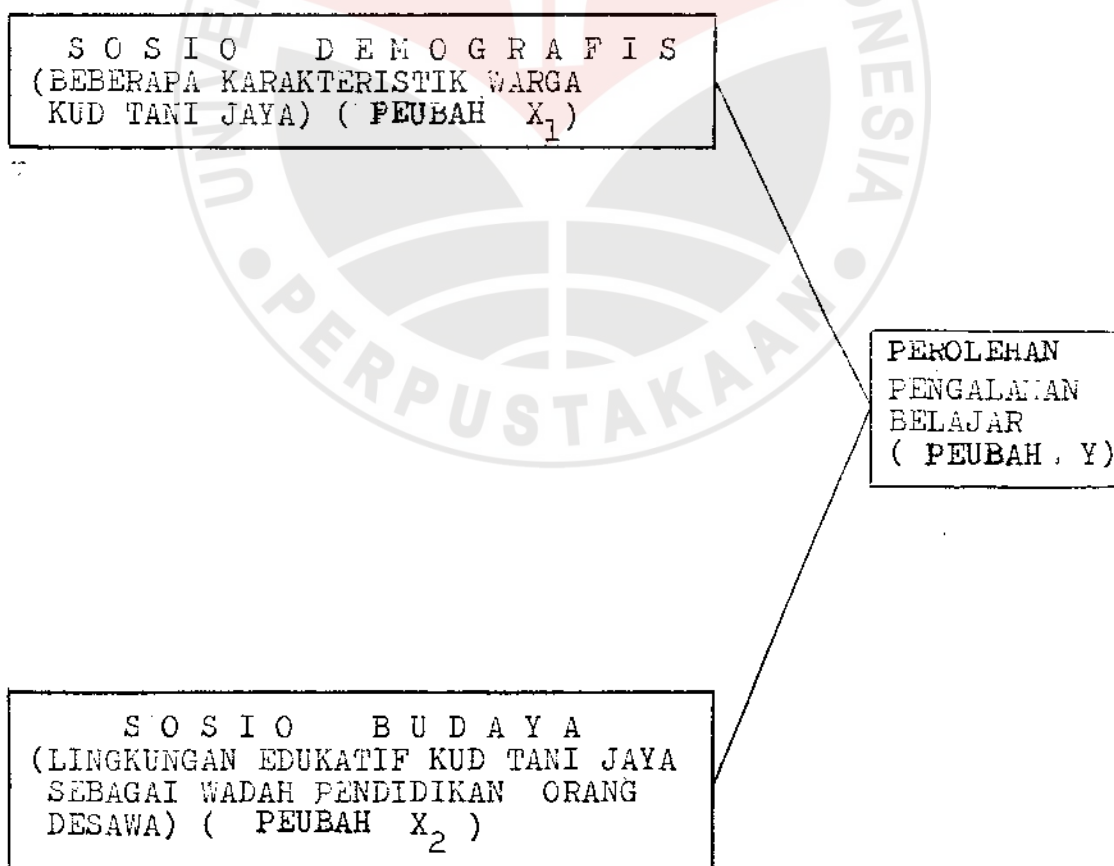 S O S I O D E M O G R A F I S
(BEBERAPA KARAKTERISTIK WARGA
KUD TANI JAYA) ( PEUBAH X1)
PEROLEHAN
PENGALAMAN
BELAJAR
( PEUBAH , Y)
S O S I O B U D A Y A
(LINGKUNGAN EDUKATIF KUD TANI JAYA
SEBAGAI WADAH PENDIDIKAN ORANG
DESAWA) ( PEUBAH X2 )
PERPUSTAKAAN